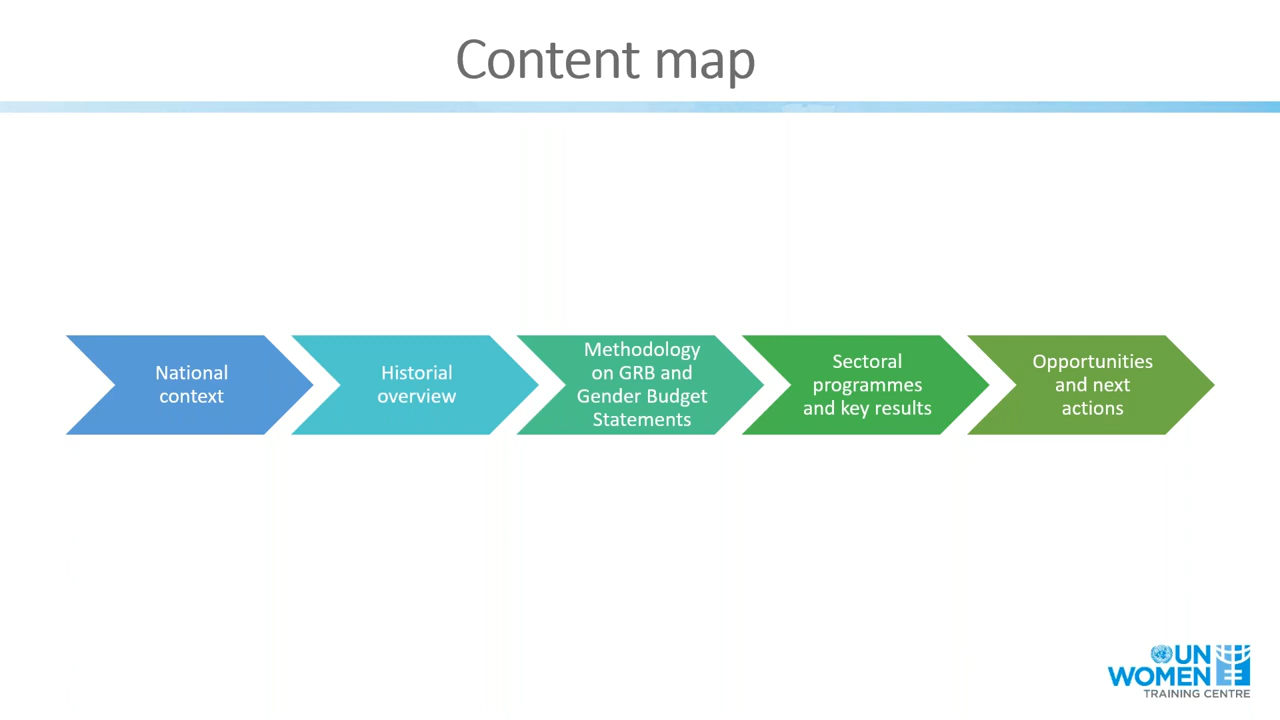 Content map
National
context
Historial
overview
Methodology
on GRB and
Gender Budget
Statements
Sectoral
programmes
and key results
Opportunities
and next
actions
UN
WOMEN
TRAINING CENTRE